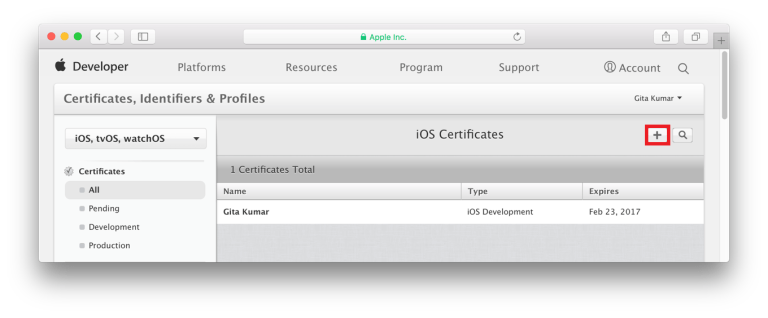 Apple Inc.
Developer Platforms Resources Program Support Account
Certificates, Identifiers & Profiles Gita Kumar
iOS, tvOS, watchOS iOS Certificates
Certificates 1 Certificates Total
All Name Type Expires
Pending Gita Kumar iOS Development Feb 23, 2017
Development
Production